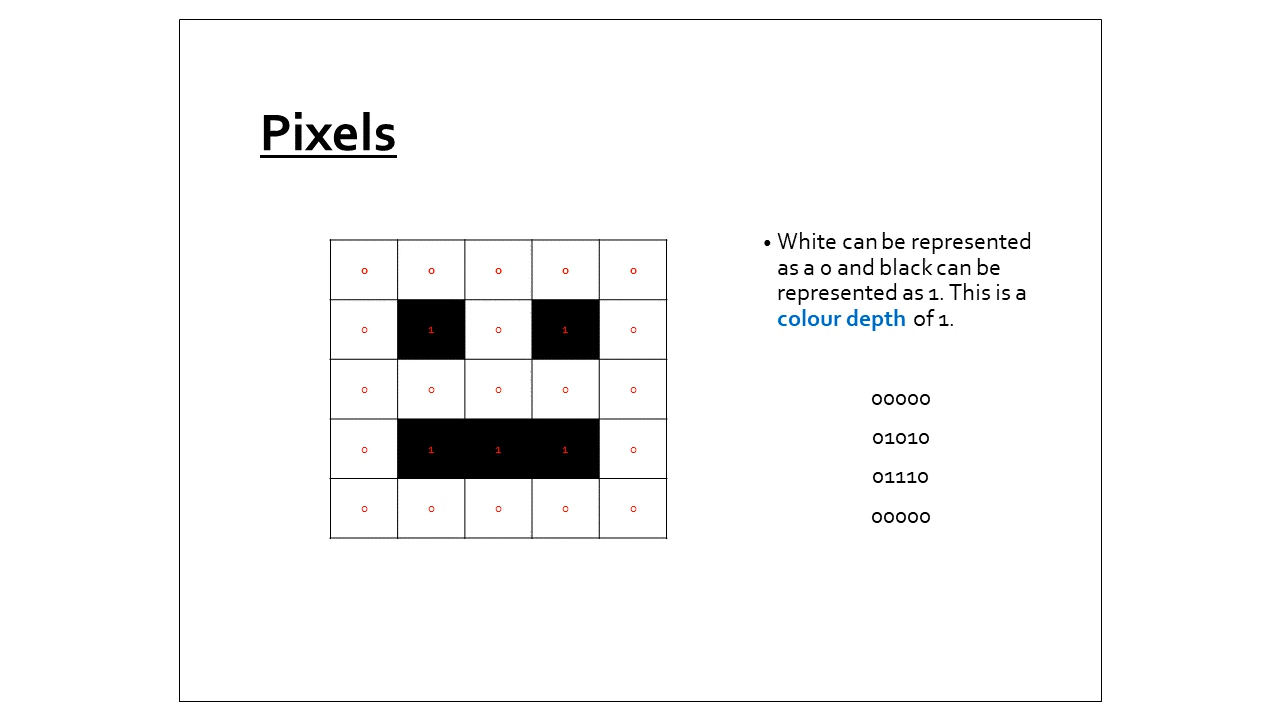 Pixels
0 0 0 0 0
0 1 0 1 0
0 0 0 0 0
0 1 1 1 0
0 0 0 0 0
• White can be represented
as a 0 and black can be
represented as 1. This is a
colour depth of 1.
00000
01010
01110
00000